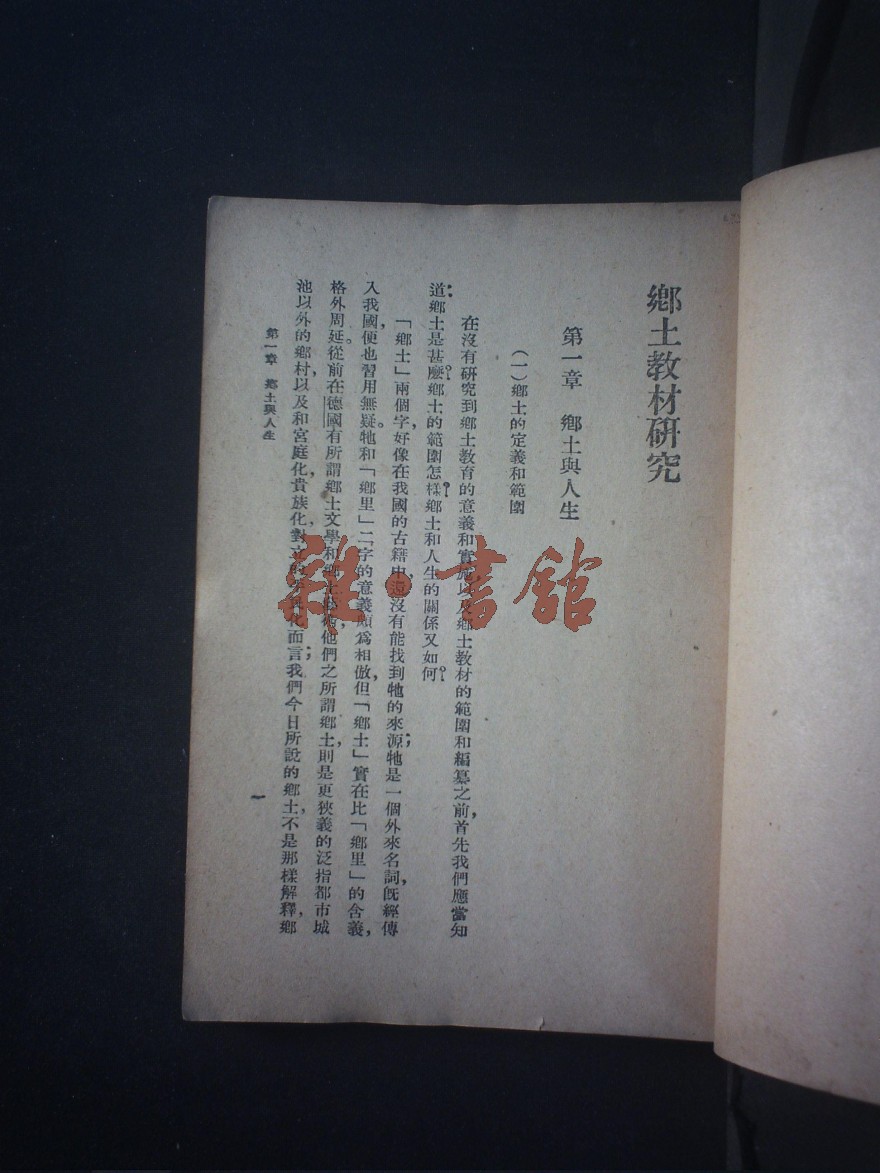 鄉土教材研究
第一章　鄉土與人生
（一）鄉土的定義和範圍
在沒有研究到鄉土教育的意義和實施以及鄉土教材的範圍和編纂之前，首先我們應當知
道：鄉土是甚麼？鄉土的範圍怎樣？鄉土和人生的關係又如何？
「鄉土」兩個字，好像在我國的古籍中，還沒有能找到牠的來源；牠是一個外來名詞，既經傳
入我國，便也習用無疑。牠和「鄉里」二字的意義頗為相倣，但「鄉土」實在比「鄉里」的含義，
格外周延。從前在德國有所謂鄉土文學和鄉土藝術，他們之所謂鄉土，則是更狹義的泛指都市城
池以外的鄉村，以及和宮庭化，貴族化對立的化而言；我們今日所說的鄉土，不是那樣解釋，鄉
第一章　鄉土與人生
一
雜·書館